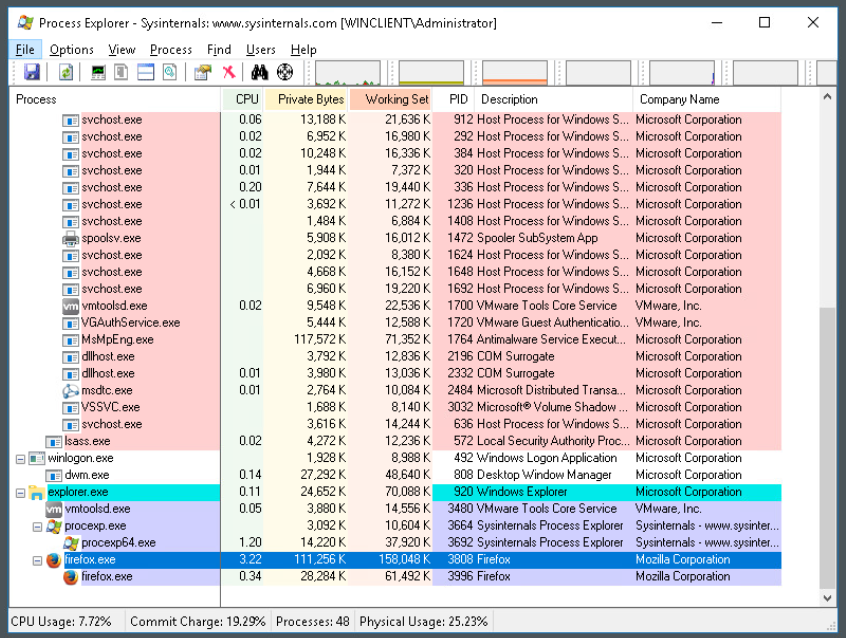 Process Explorer - Sysinternals: www.sysinternals.com [WINCLIENT\Administrator]
File Options View Process Find Users Help
Process CPU Private Bytes Working Set PID Description Company Name
svchost.exe 0.06 13,188 K 21,636 K 912 Host Process for Windows S... Microsoft Corporation
svchost.exe 0.02 6,952 K 16,980 K 292 Host Process for Windows S... Microsoft Corporation
svchost.exe 0.02 10,248 K 16,336 K 384 Host Process for Windows S... Microsoft Corporation
svchost.exe 0.01 1,944 K 7,372 K 320 Host Process for Windows S... Microsoft Corporation
svchost.exe 0.20 7,644 K 19,440 K 336 Host Process for Windows S... Microsoft Corporation
svchost.exe < 0.01 3,692 K 11,272 K 1236 Host Process for Windows S... Microsoft Corporation
svchost.exe 1,484 K 6,884 K 1408 Host Process for Windows S... Microsoft Corporation
spoolsv.exe 5,908 K 16,012 K 1472 Spooler SubSystem App Microsoft Corporation
svchost.exe 2,092 K 8,380 K 1624 Host Process for Windows S... Microsoft Corporation
svchost.exe 4,668 K 16,152 K 1648 Host Process for Windows S... Microsoft Corporation
svchost.exe 6,960 K 19,220 K 1692 Host Process for Windows S... Microsoft Corporation
vm vmtoolsd.exe 0.02 9,548 K 22,536 K 1700 VMware Tools Core Service VMware, Inc.
VGAuthService.exe 5,444 K 12,588 K 1720 VMware Guest Authenticatio... VMware, Inc.
MsMpEng.exe 117,572 K 71,352 K 1764 Antimalware Service Execut... Microsoft Corporation
dllhost.exe 3,792 K 12,836 K 2196 COM Surrogate Microsoft Corporation
dllhost.exe 0.01 3,980 K 13,036 K 2332 COM Surrogate Microsoft Corporation
msdtc.exe 0.01 2,764 K 10,084 K 2484 Microsoft Distributed Transa... Microsoft Corporation
VSSVC.exe 1,688 K 8,140 K 3032 Microsoft® Volume Shadow ... Microsoft Corporation
svchost.exe 3,616 K 14,244 K 636 Host Process for Windows S... Microsoft Corporation
lsass.exe 0.02 4,272 K 12,236 K 572 Local Security Authority Proc... Microsoft Corporation
winlogon.exe 1,928 K 8,988 K 492 Windows Logon Application Microsoft Corporation
dwm.exe 0.14 27,292 K 48,640 K 808 Desktop Window Manager Microsoft Corporation
explorer.exe 0.11 24,652 K 70,088 K 920 Windows Explorer Microsoft Corporation
vm vmtoolsd.exe 0.05 3,880 K 14,556 K 3480 VMware Tools Core Service VMware, Inc.
procexp.exe 3,092 K 10,604 K 3664 Sysinternals Process Explorer Sysinternals - www.sysinter...
procexp64.exe 1.20 14,220 K 37,920 K 3692 Sysinternals Process Explorer Sysinternals - www.sysinter...
firefox.exe 3.22 111,256 K 158,048 K 3808 Firefox Mozilla Corporation
firefox.exe 0.34 28,284 K 61,492 K 3996 Firefox Mozilla Corporation
CPU Usage: 7.72% Commit Charge: 19.29% Processes: 48 Physical Usage: 25.23%